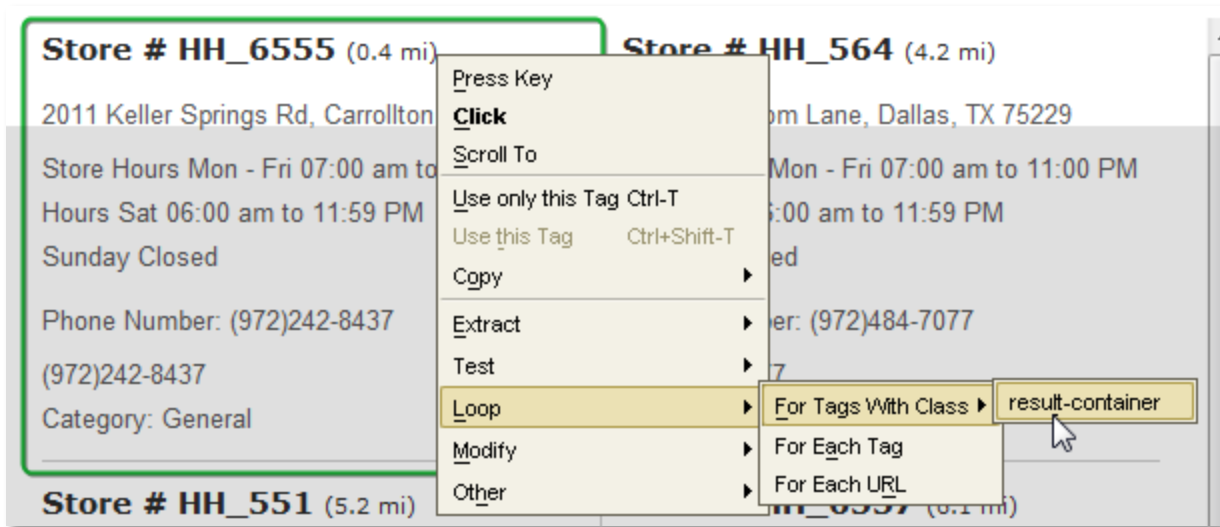 Store # HH_6555 (0.4 mi)
2011 Keller Springs Rd, Carrollton
Store Hours Mon - Fri 07:00 am to
Hours Sat 06:00 am to 11:59 PM
Sunday Closed
Phone Number: (972)242-8437
(972)242-8437
Category: General
Store # HH_551 (5.2 mi)
Store # HH_564 (4.2 mi)
Lane, Dallas, TX 75229
Mon - Fri 07:00 am to 11:00 PM
:00 am to 11:59 PM
(972)484-7077
Press Key
Click
Scroll To
Use only this Tag Ctrl-T
Use this Tag Ctrl+Shift-T
Copy
Extract
Test
Loop
Modify
Other
For Tags With Class
For Each Tag
For Each URL
result-container